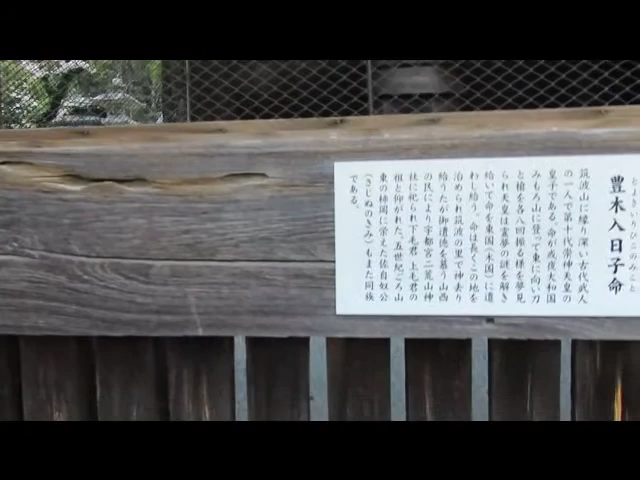 とよきいりひこのみこと
豊木入日子命
筑波山に縁り深い古代武人
の一人で第十代崇神天皇の
皇子である。命が或夜大和国
みもろ山に登って東に向い刀
と槍を各八回揮る夢を夢見
られ天皇は霊夢の謎を解き
給いて命を東国(本国)に遣
わし給う。命は長くこの地を
治められ筑波の里で神去り
給うたが御遺徳を慕う山西
の民により宇都宮二荒山神
社に祀られ下毛君 上毛君の
祖と仰がれた。五世紀ごろ山
東の柿岡に栄えた佐自奴公
(さじぬのきみ)もまた同族
である。